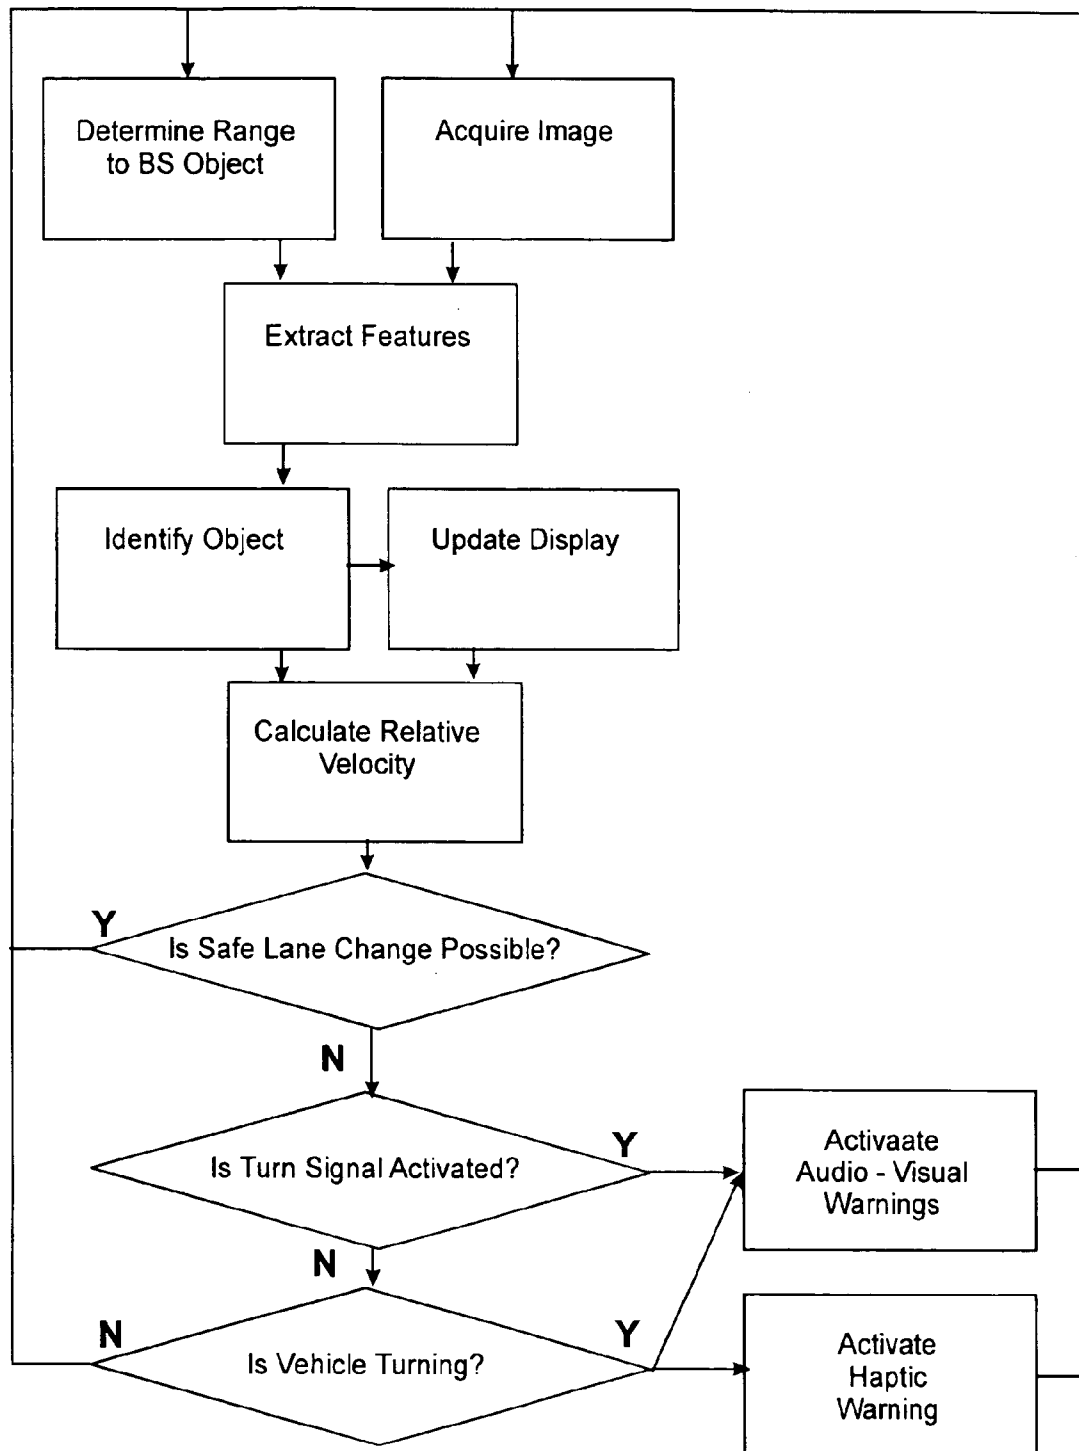 Determine Range
to BS Object
Acquire Image
Extract Features
Identify Object
Update Display
Calculate Relative
Velocity
Y
Is Safe Lane Change Possible?
N
Is Turn Signal Activated?
Y
Activaate
Audio - Visual
Warnings
N
N
Is Vehicle Turning?
Y
Activate
Haptic
Warning